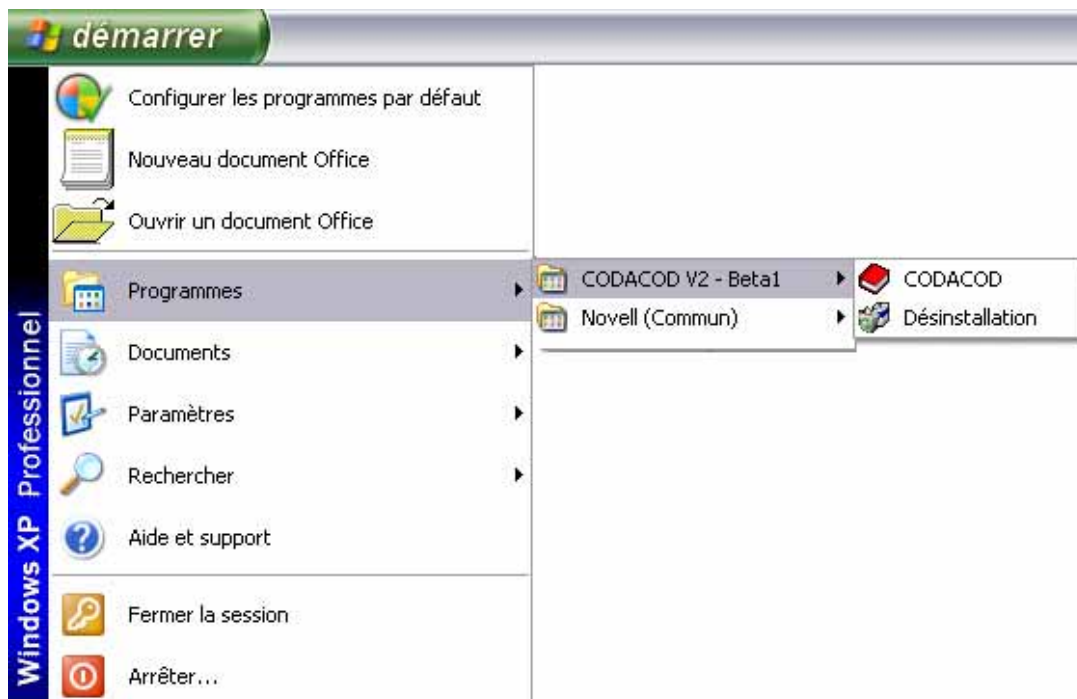 démarrer
Configurer les programmes par défaut
Nouveau document Office
Ouvrir un document Office
Programmes
CODACOD V2 - Beta1
CODACOD
Novell (Commun)
Désinstallation
Documents
Paramètres
Rechercher
Aide et support
Fermer la session
Arrêter...
Windows XP Professionnel